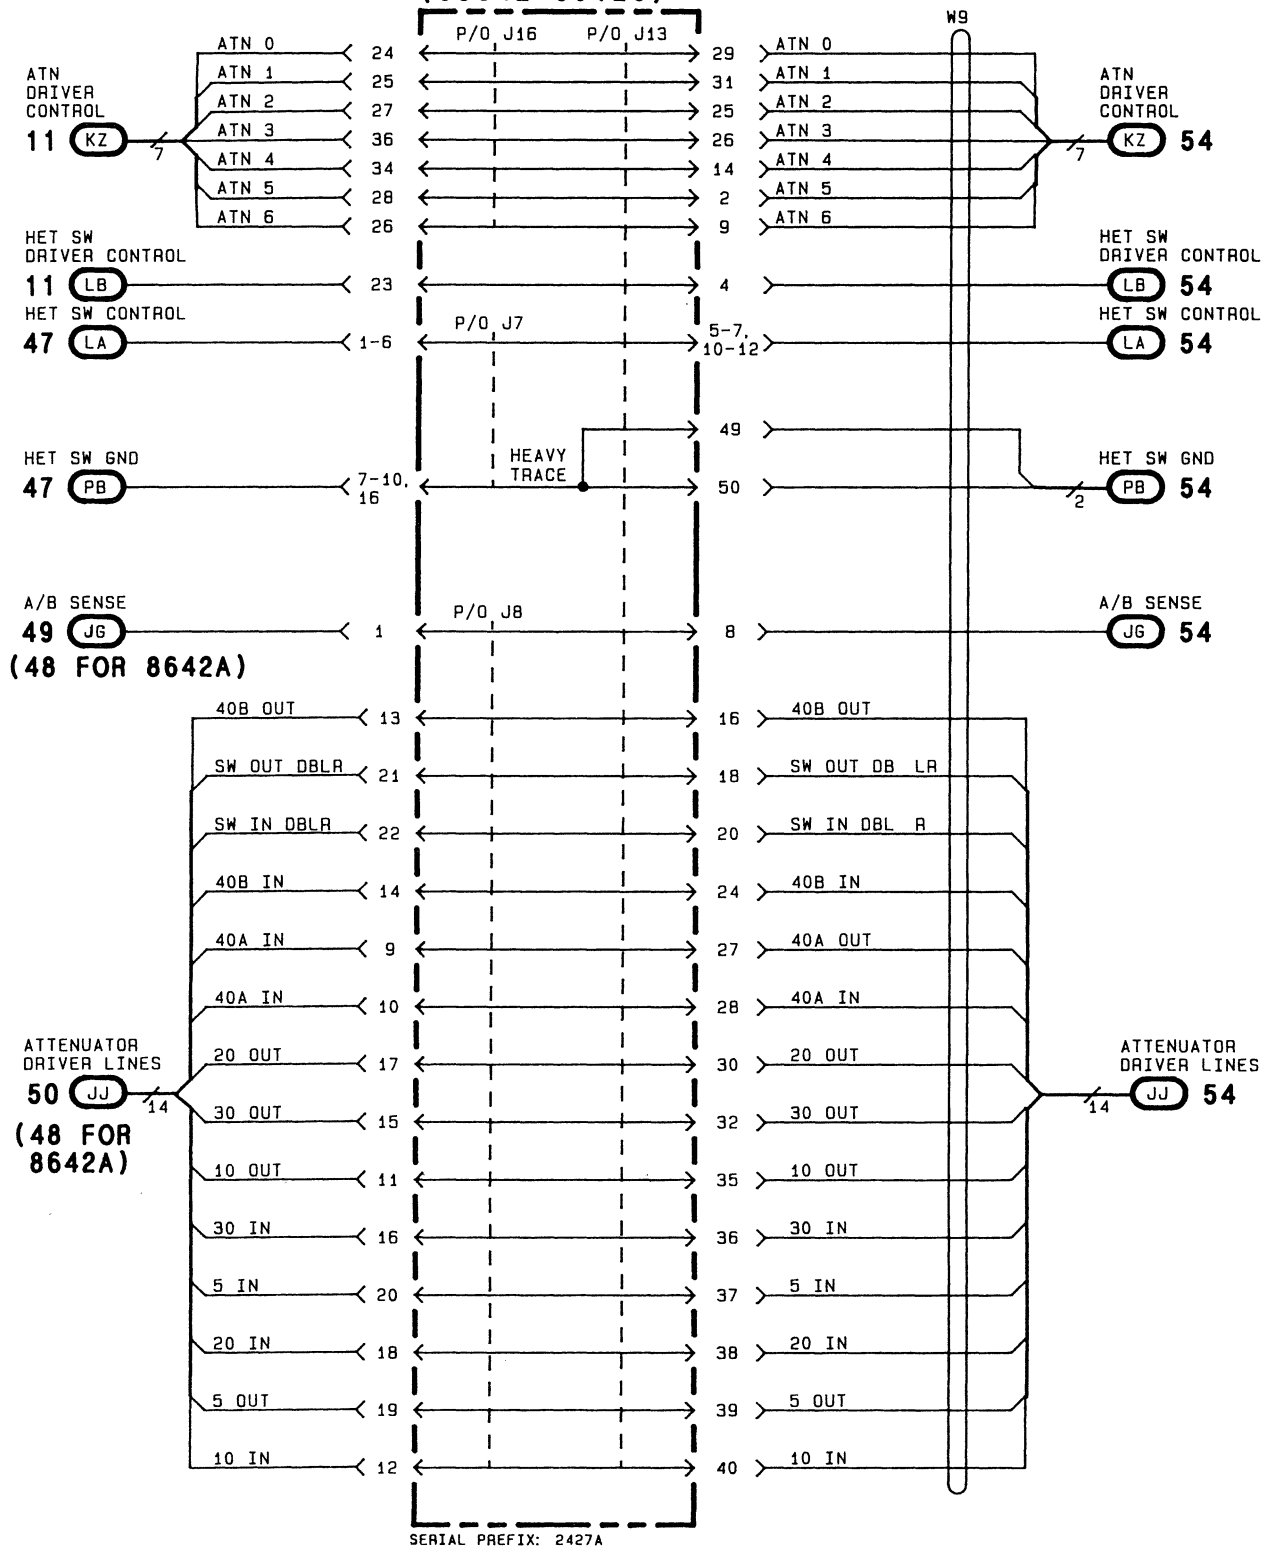 W9
P/O J16 P/O J13
ATN 0 24 29 ATN 0
ATN 1 25 31 ATN 1
ATN 2 27 25 ATN 2
ATN 3 36 26 ATN 3
ATN 4 34 14 ATN 4
ATN 5 28 2 ATN 5
ATN 6 26 9 ATN 6
ATN
DRIVER
CONTROL
11 KZ 7
ATN
DRIVER
CONTROL
7 KZ 54
HET SW
DRIVER CONTROL
11 LB 23 4
HET SW
DRIVER CONTROL
LB 54
HET SW CONTROL
47 LA 1-6
P/O J7
5-7,
10-12
HET SW CONTROL
LA 54
49
HEAVY
TRACE
HET SW GND
47 PB 7-10,
16
50
HET SW GND
2 PB 54
A/B SENSE
49 JG 1
(48 FOR 8642A)
P/O J8
8
A/B SENSE
JG 54
40B OUT 13 16 40B OUT
SW OUT DBLR 21 18 SW OUT DB LR
SW IN DBLR 22 20 SW IN DBL R
40B IN 14 24 40B IN
40A IN 9 27 40A OUT
40A IN 10 28 40A IN
20 OUT 17 30 20 OUT
30 OUT 15 32 30 OUT
10 OUT 11 35 10 OUT
30 IN 16 36 30 IN
5 IN 20 37 5 IN
20 IN 18 38 20 IN
5 OUT 19 39 5 OUT
10 IN 12 40 10 IN
ATTENUATOR
DRIVER LINES
50 JJ 14
(48 FOR
8642A)
ATTENUATOR
DRIVER LINES
14 JJ 54
SERIAL PREFIX: 2427A